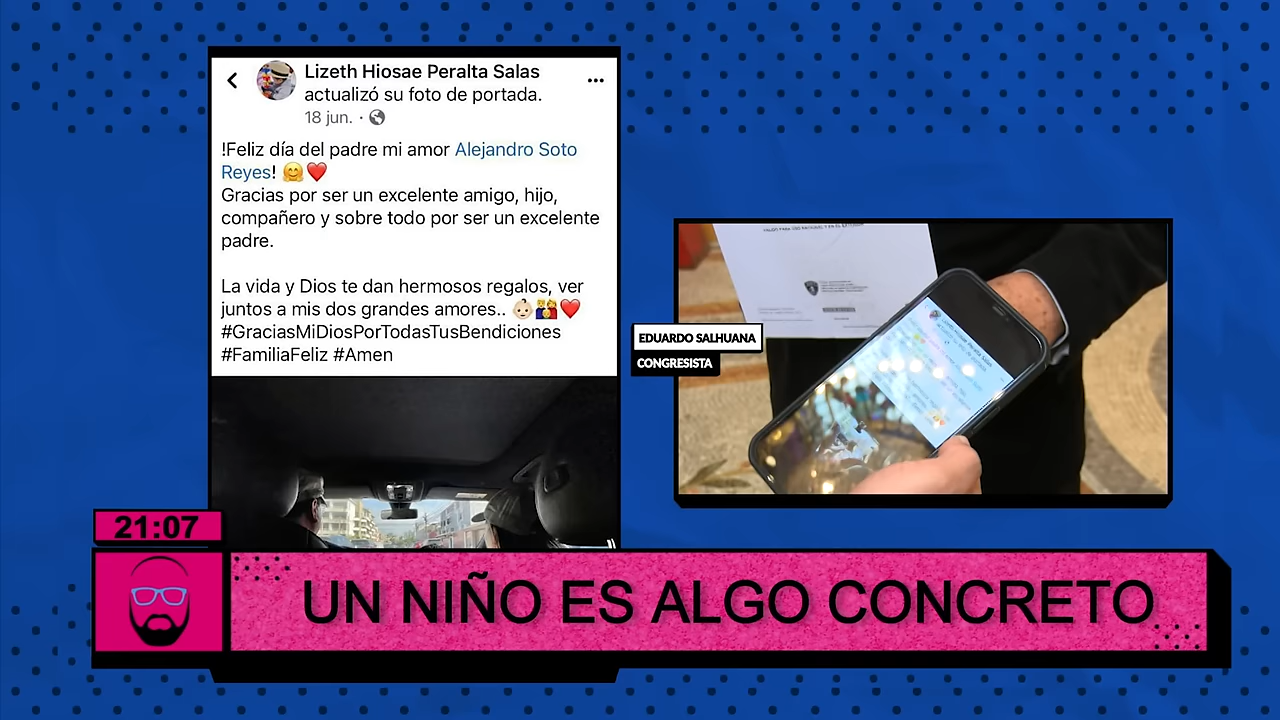 Lizeth Hiosae Peralta Salas
actualizó su foto de portada.
18 jun. ·
!Feliz día del padre mi amor Alejandro Soto
Reyes! 🤗❤️
Gracias por ser un excelente amigo, hijo,
compañero y sobre todo por ser un excelente
padre.
La vida y Dios te dan hermosos regalos, ver
juntos a mis dos grandes amores.. 👶🏻👨‍👩‍👦❤️
#GraciasMiDiosPorTodasTusBendiciones
#FamiliaFeliz #Amen
EDUARDO SALHUANA
CONGRESISTA
21:07
UN NIÑO ES ALGO CONCRETO